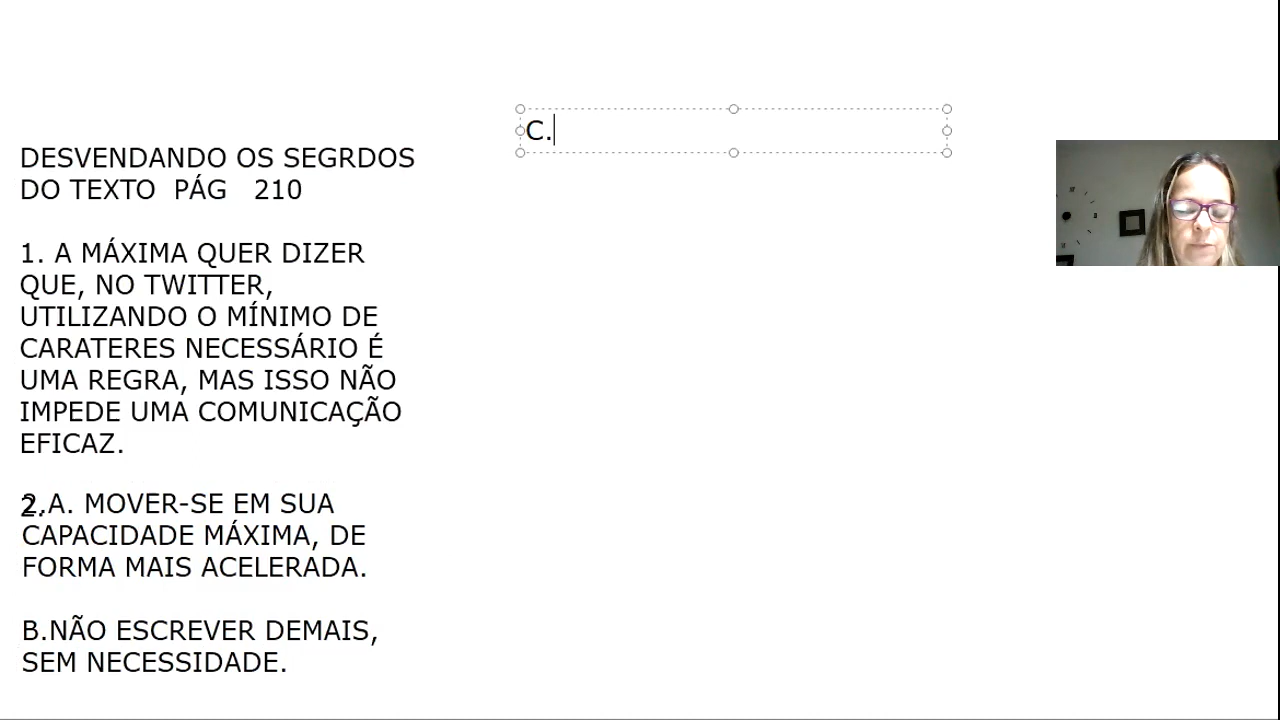 DESVENDANDO OS SEGRDOS
DO TEXTO PÁG 210
1. A MÁXIMA QUER DIZER
QUE, NO TWITTER,
UTILIZANDO O MÍNIMO DE
CARATERES NECESSÁRIO É
UMA REGRA, MAS ISSO NÃO
IMPEDE UMA COMUNICAÇÃO
EFICAZ.
2.A. MOVER-SE EM SUA
CAPACIDADE MÁXIMA, DE
FORMA MAIS ACELERADA.
B.NÃO ESCREVER DEMAIS,
SEM NECESSIDADE.
C.